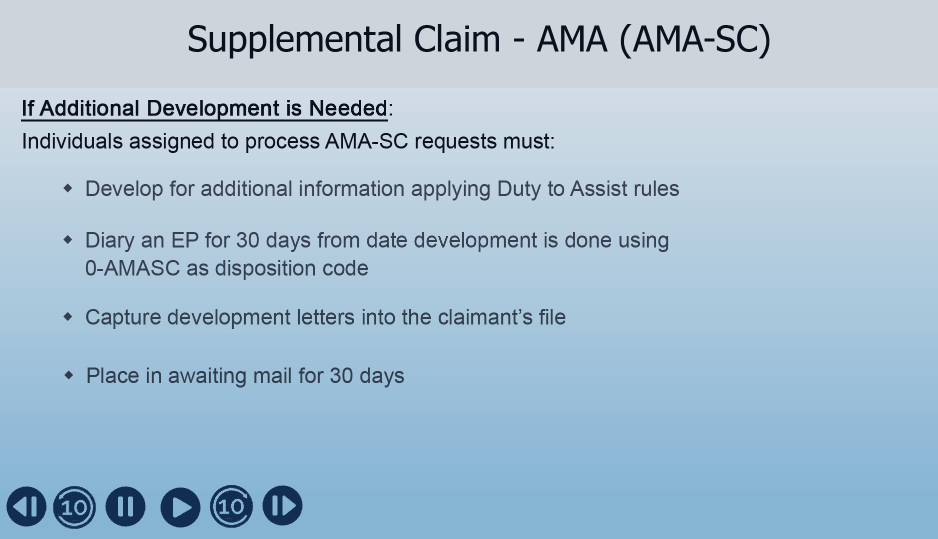 Supplemental Claim - AMA (AMA-SC)
If Additional Development is Needed:
Individuals assigned to process AMA-SC requests must:
Develop for additional information applying Duty to Assist rules
Diary an EP for 30 days from date development is done using
0-AMASC as disposition code
Capture development letters into the claimant’s file
Place in awaiting mail for 30 days
10 10